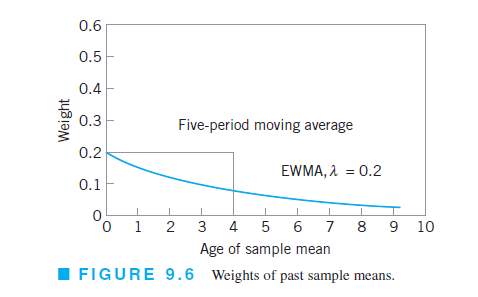 0.6
0.5
0.4
0.3
0.2
0.1
0
Weight
Five-period moving average
EWMA, λ = 0.2
0 1 2 3 4 5 6 7 8 9 10
Age of sample mean
FIGURE 9.6 Weights of past sample means.